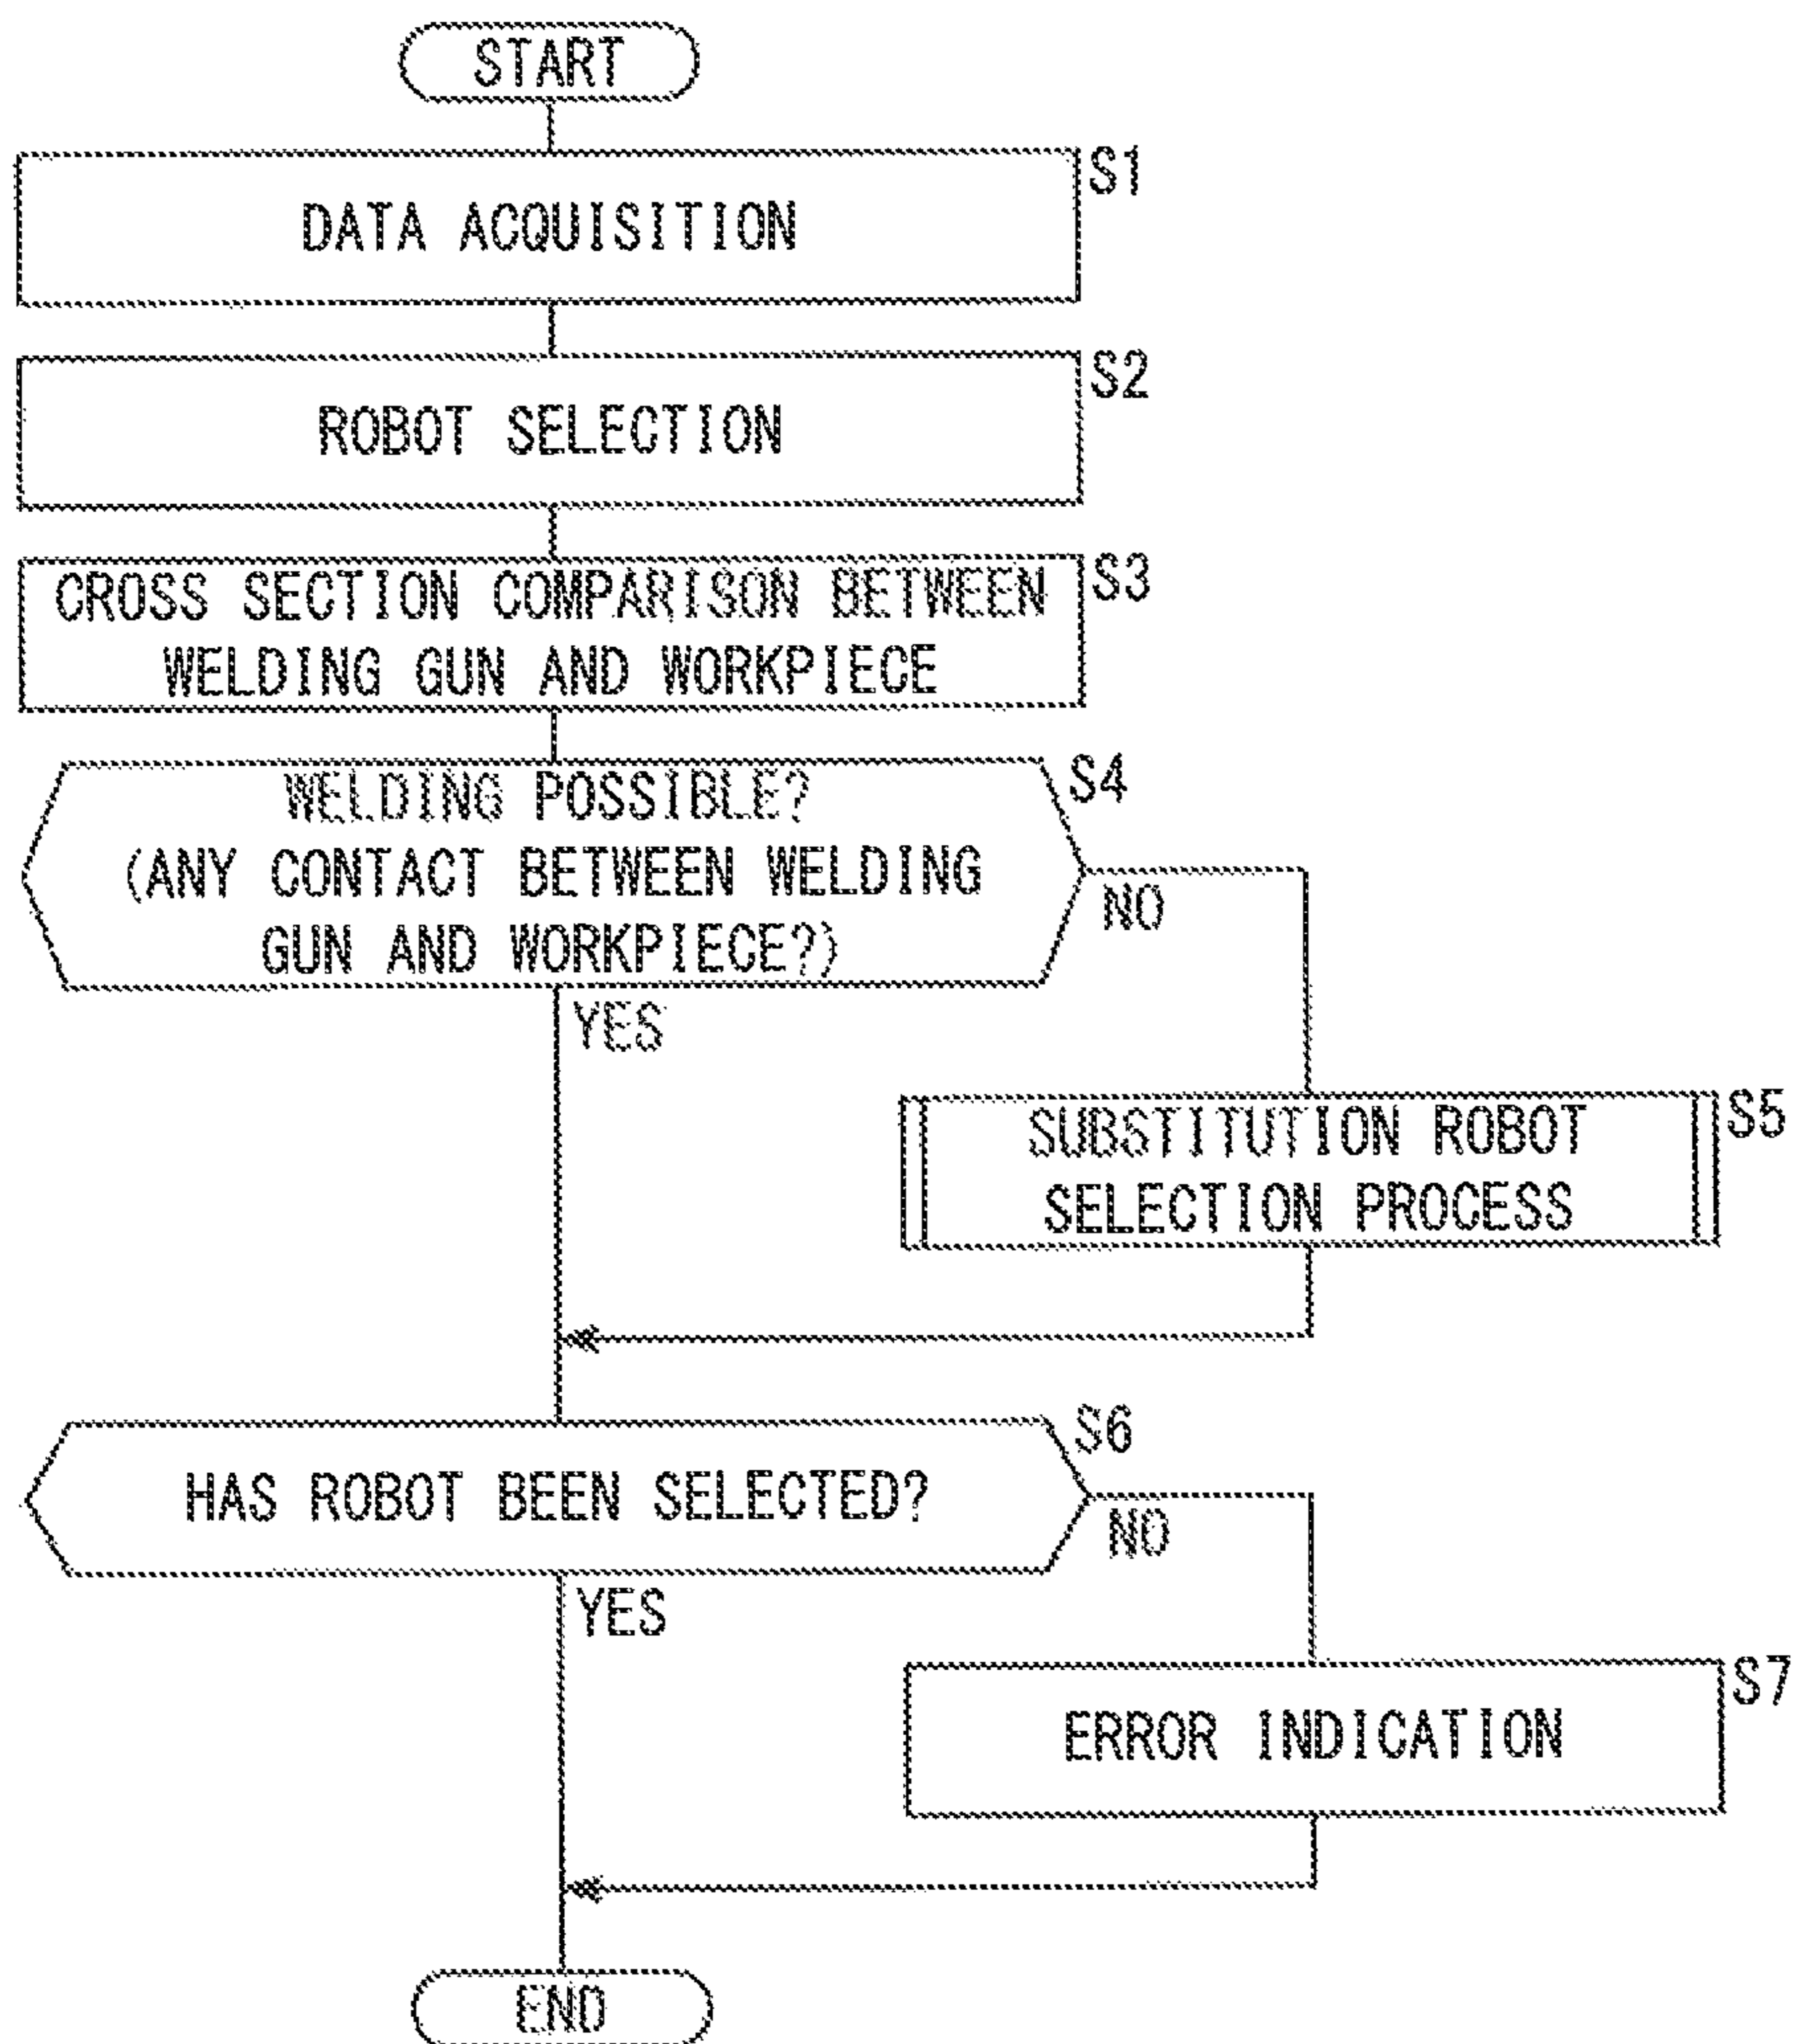 START
S1
DATA ACQUISITION
S2
ROBOT SELECTION
S3
CROSS SECTION COMPARISON BETWEEN
WELDING GUN AND WORKPIECE
S4
WELDING POSSIBLE?
(ANY CONTACT BETWEEN WELDING
GUN AND WORKPIECE?)
NO
YES
S5
SUBSTITUTION ROBOT
SELECTION PROCESS
S6
HAS ROBOT BEEN SELECTED?
NO
YES
S7
ERROR INDICATION
END